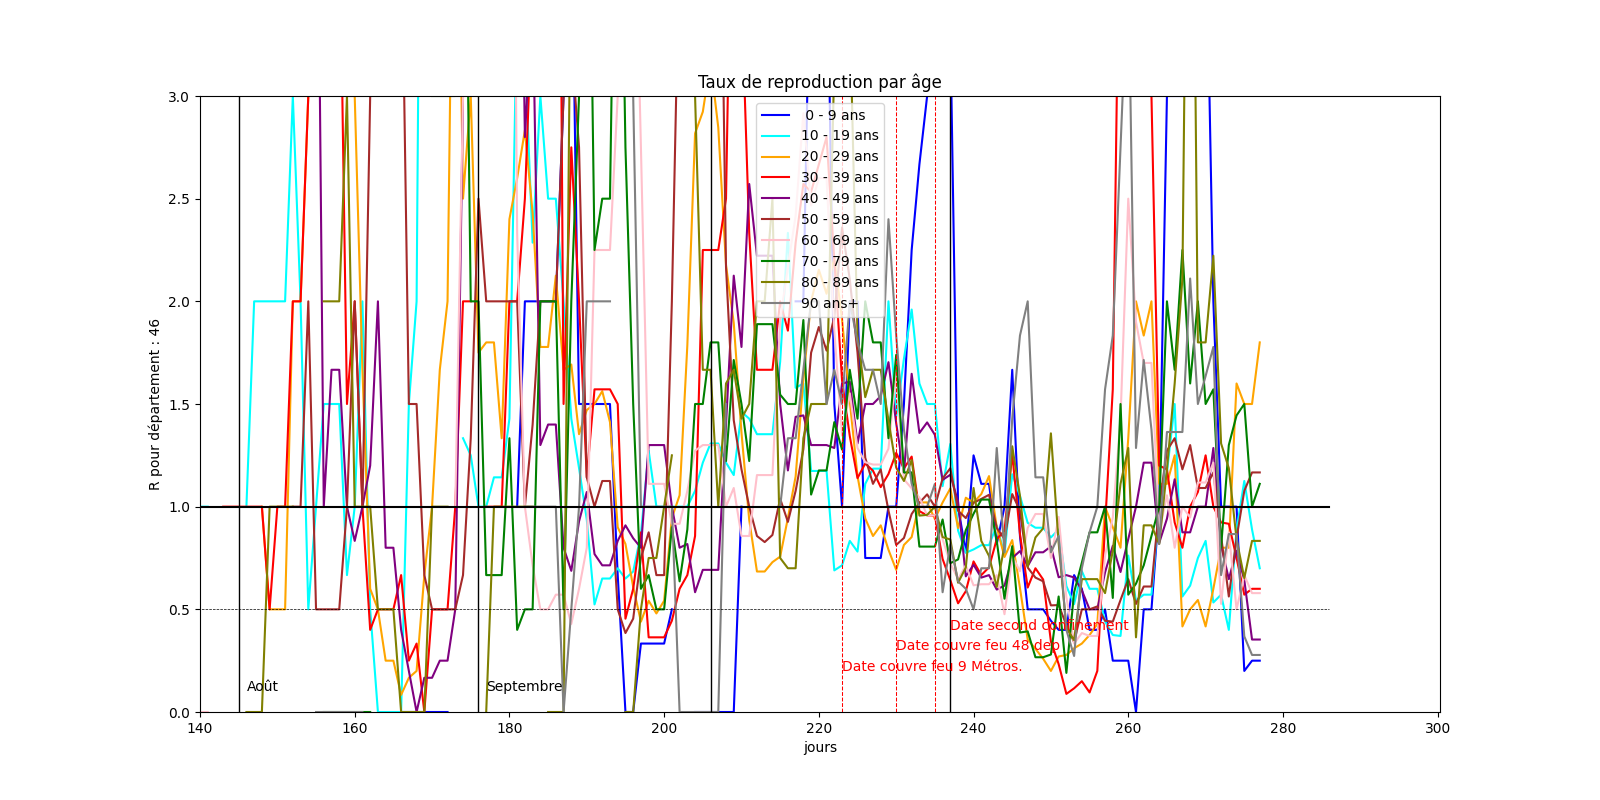 Taux de reproduction par âge
R pour département : 46
3.0
2.5
2.0
1.5
1.0
0.5
0.0
0 - 9 ans
10 - 19 ans
20 - 29 ans
30 - 39 ans
40 - 49 ans
50 - 59 ans
60 - 69 ans
70 - 79 ans
80 - 89 ans
90 ans+
Date second confinement
Date couvre feu 48 dep
Date couvre feu 9 Métros.
Août
Septembre
140 160 180 200 220 240 260 280 300
jours